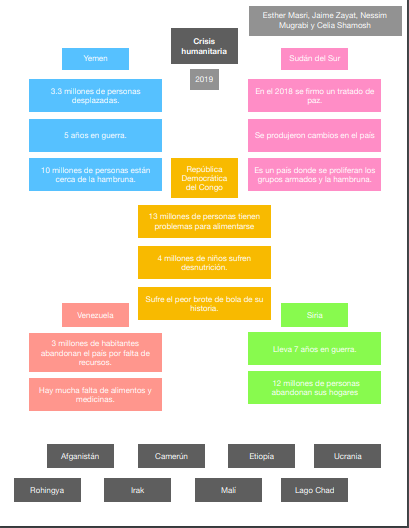 Esther Masri, Jaime Zayat, Nessim
Mugrabi y Celia Shamosh
Crisis
humanitaria
2019
Yemen
3.3 millones de personas
desplazadas.
5 años en guerra.
10 millones de personas están
cerca de la hambruna.
Sudán del Sur
En el 2018 se firmo un tratado de
paz.
Se produjeron cambios en el país
Es un país donde se proliferan los
grupos armados y la hambruna.
República
Democrática
del Congo
13 millones de personas tienen
problemas para alimentarse
4 millones de niños sufren
desnutrición.
Sufre el peor brote de bola de su
historia.
Venezuela
3 millones de habitantes
abandonan el país por falta de
recursos.
Hay mucha falta de alimentos y
medicinas.
Siria
Lleva 7 años en guerra.
12 millones de personas
abandonan sus hogares
Afganistán
Camerún
Etiopía
Ucrania
Rohingya
Irak
Malí
Lago Chad